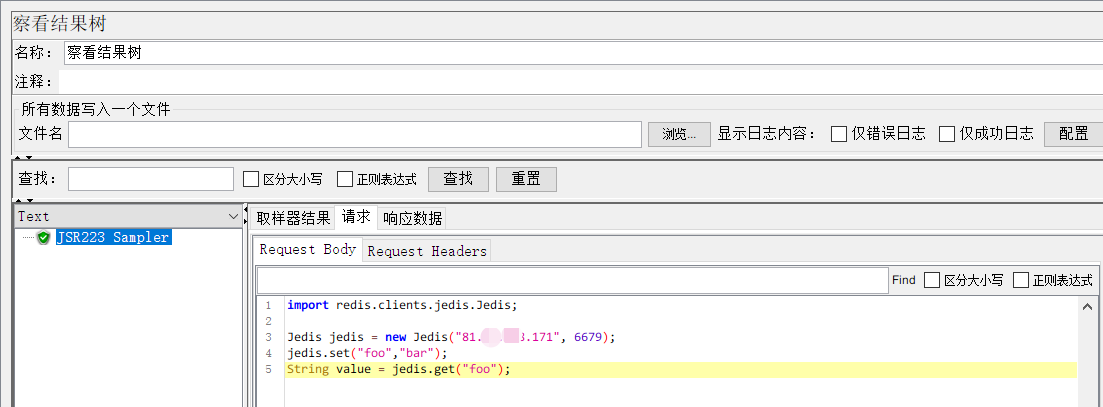 察看结果树
名称： 察看结果树
注释：
所有数据写入一个文件
文件名 浏览... 显示日志内容： 仅错误日志 仅成功日志 配置
查找： 区分大小写 正则表达式 查找 重置
Text
JSR223 Sampler
取样器结果 请求 响应数据
Request Body Request Headers
Find 区分大小写 正则表达式
1 import redis.clients.jedis.Jedis;
2
3 Jedis jedis = new Jedis("81. 3.171", 6679);
4 jedis.set("foo","bar");
5 String value = jedis.get("foo");